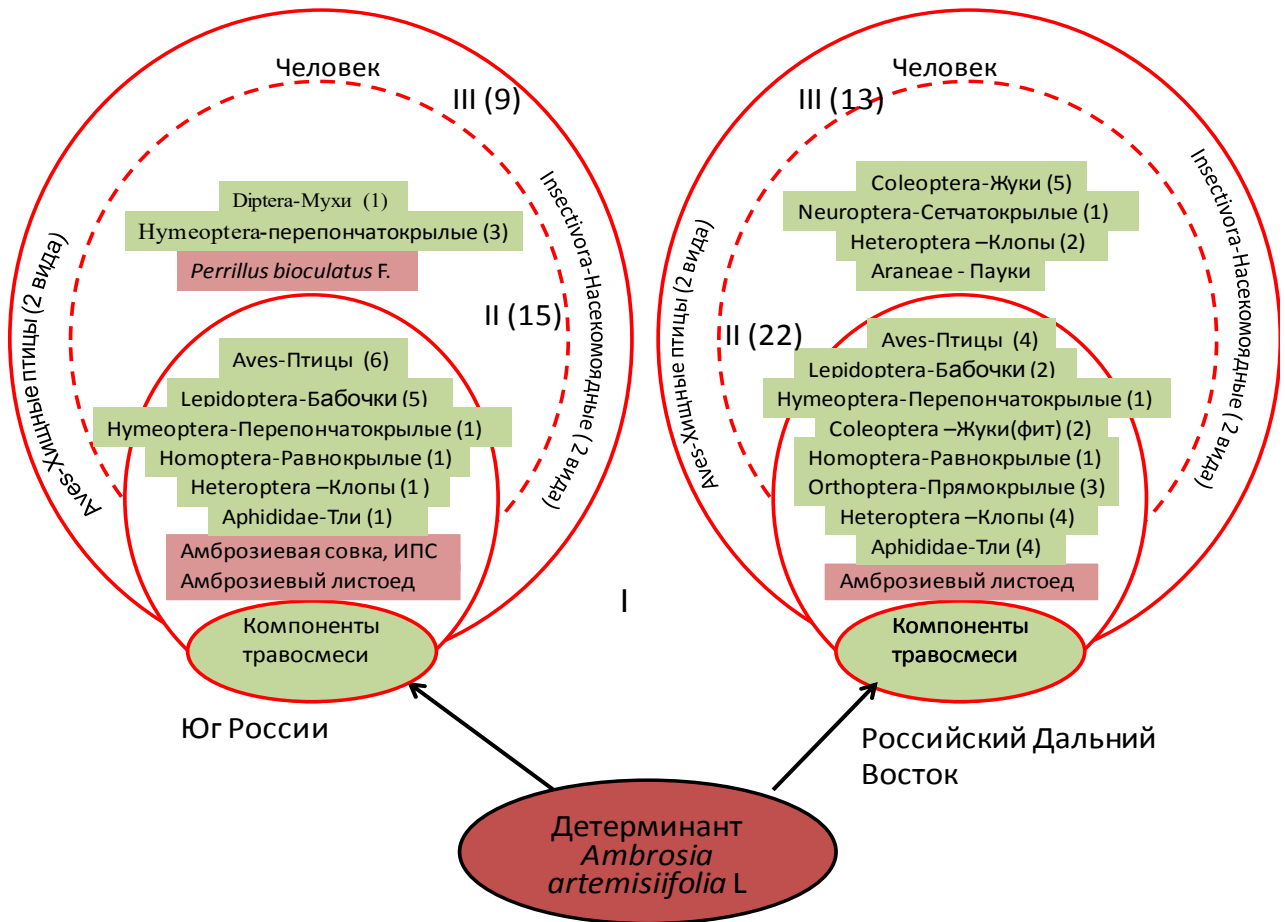 Человек
III (9)
Diptera-Мухи (1)
Hymeoptera-перепончатокрылые (3)
Perrillus bioculatus F.
Aves-Хищные птицы (2 вида)
Insectivora-Насекомоядные (2 вида)
II (15)
Aves-Птицы (6)
Lepidoptera-Бабочки (5)
Hymeoptera-Перепончатокрылые (1)
Homoptera-Равнокрылые (1)
Heteroptera –Клопы (1 )
Aphididae-Тли (1)
Амброзиевая совка, ИПС
Амброзиевый листоед
Компоненты
травосмеси
Юг России
I
Человек
III (13)
Coleoptera-Жуки (5)
Neuroptera-Сетчатокрылые (1)
Heteroptera –Клопы (2)
Araneae - Пауки
Aves-Хищные птицы (2 вида)
Insectivora-Насекомоядные ( 2 вида)
II (22)
Aves-Птицы (4)
Lepidoptera-Бабочки (2)
Hymeoptera-Перепончатокрылые (1)
Coleoptera –Жуки(фит) (2)
Homoptera-Равнокрылые (1)
Orthoptera-Прямокрылые (3)
Heteroptera –Клопы (4)
Aphididae-Тли (4)
Амброзиевый листоед
Компоненты
травосмеси
Российский Дальний
Восток
Детерминант
Ambrosia
artemisiifolia L